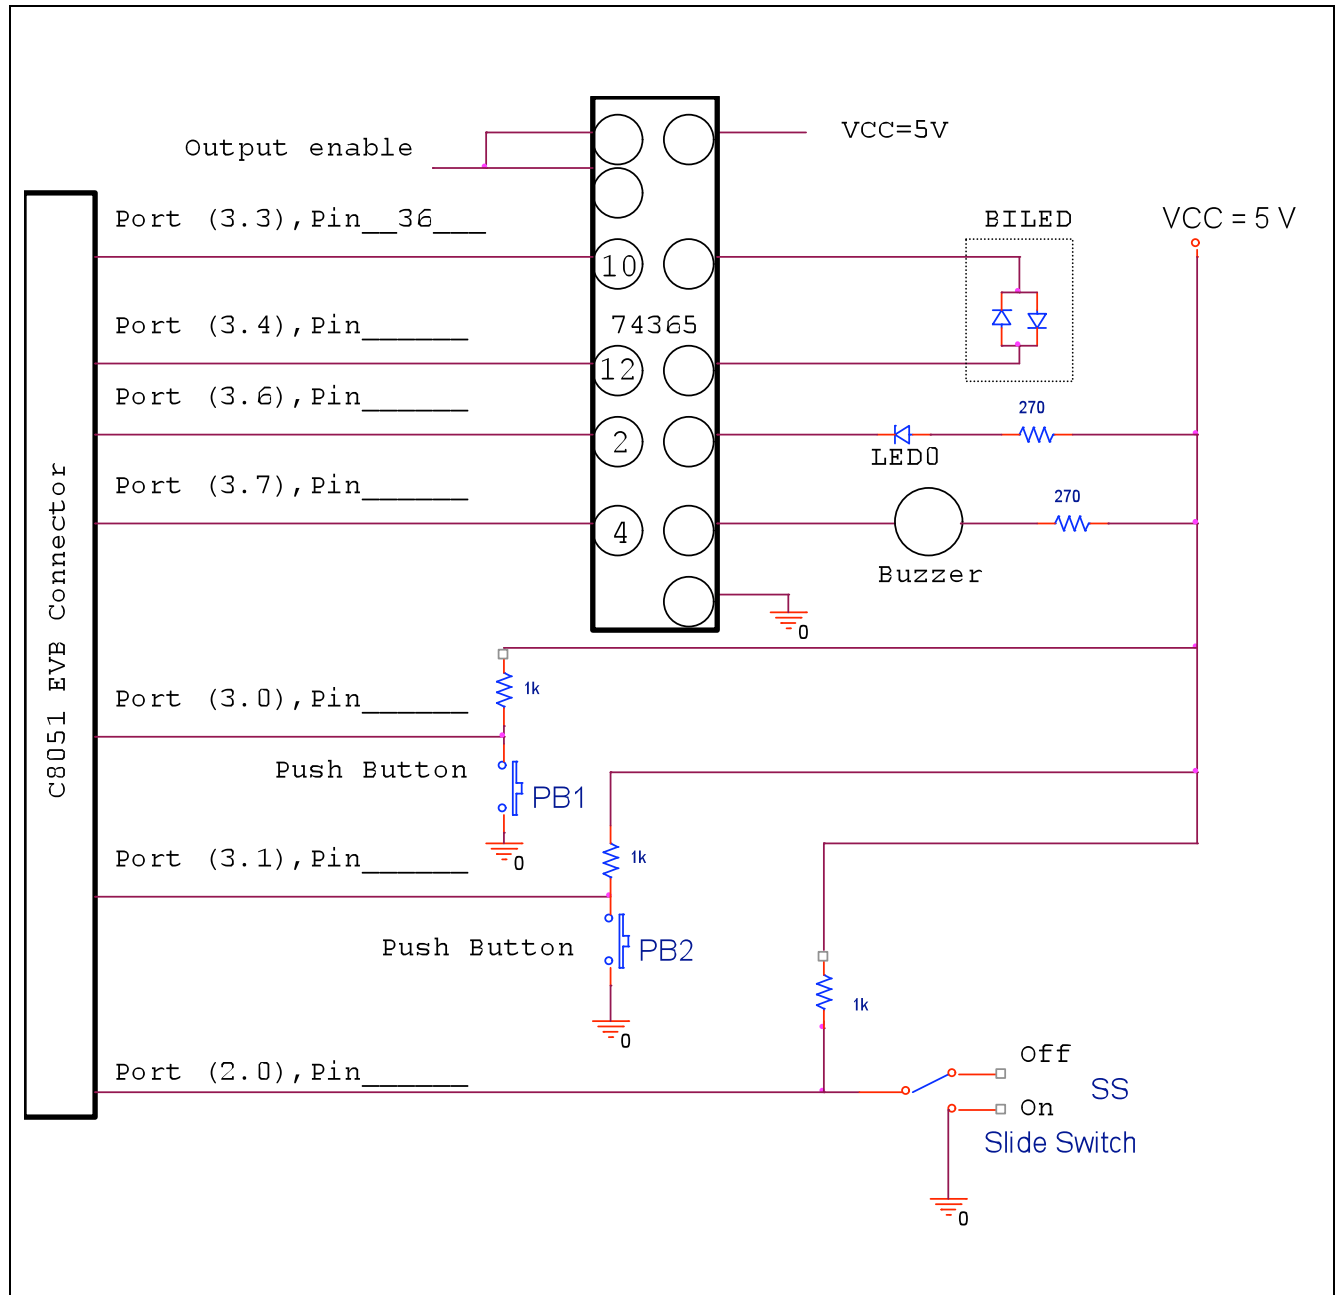 Output enable
VCC=5V
Port (3.3),Pin__36___
BILED
VCC = 5 V
10
Port (3.4),Pin______
74365
12
Port (3.6),Pin______
270
2
LED0
Port (3.7),Pin______
270
4
Buzzer
0
C8051 EVB Connector
1k
Port (3.0),Pin______
Push Button
PB1
0
Port (3.1),Pin______
1k
Push Button
PB2
1k
0
Port (2.0),Pin______
Off
SS
On
Slide Switch
0